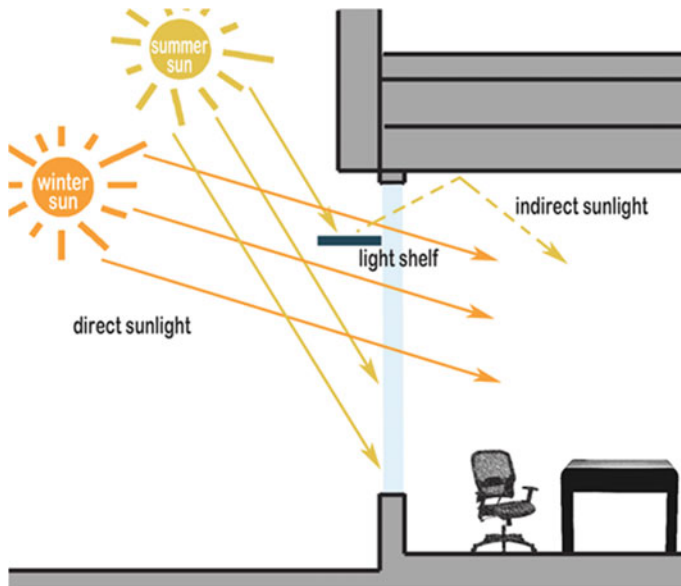 summer
sun
winter
sun
indirect sunlight
light shelf
direct sunlight